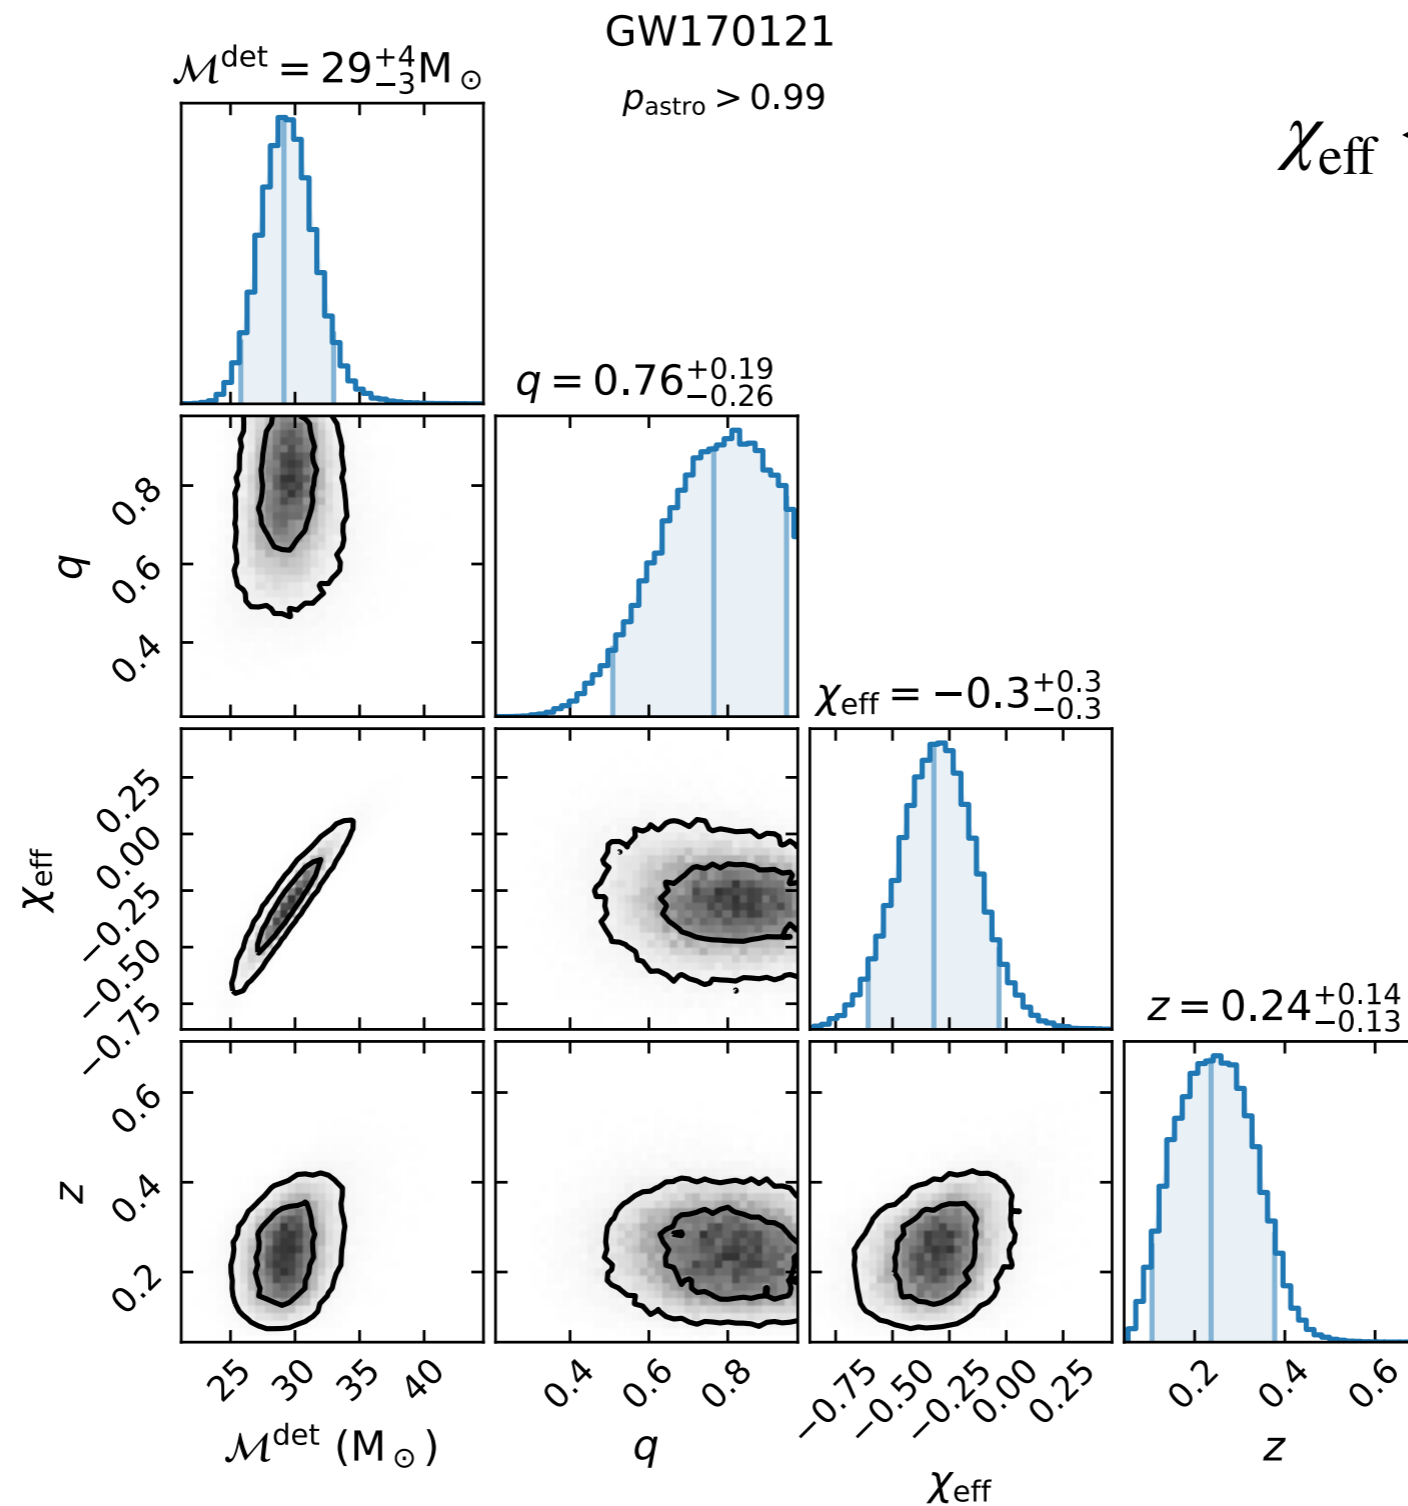 GW170121
p_astro > 0.99
ℳ^det = 29^{+4}_{−3} M_⊙
χ_eff
q = 0.76^{+0.19}_{−0.26}
χ_eff = −0.3^{+0.3}_{−0.3}
z = 0.24^{+0.14}_{−0.13}
q
0.8
0.6
0.4
χ_eff
0.25
0.00
−0.25
−0.50
−0.75
z
0.6
0.4
0.2
25 30 35 40
0.4 0.6 0.8
−0.75 −0.50 −0.25 0.00 0.25
0.2 0.4 0.6
ℳ^det (M_⊙)
q
χ_eff
z